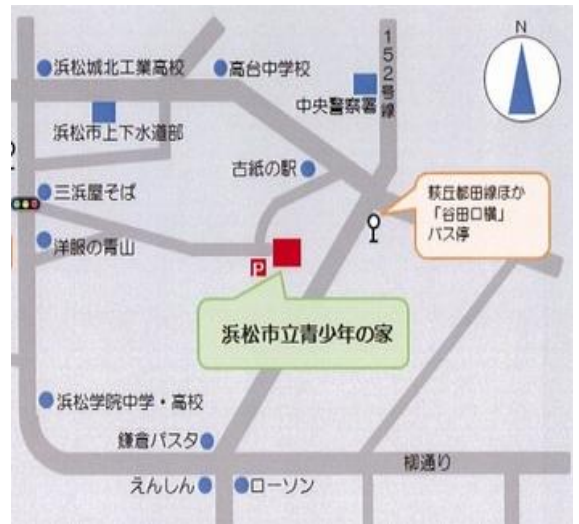 浜松城北工業高校
高台中学校
152号線
N
中央警察署
浜松市上下水道部
古紙の駅
三浜屋そば
萩丘都田線ほか
「谷田口横」
バス停
洋服の青山
P
浜松市立青少年の家
浜松学院中学・高校
鎌倉パスタ
柳通り
えんしん
ローソン